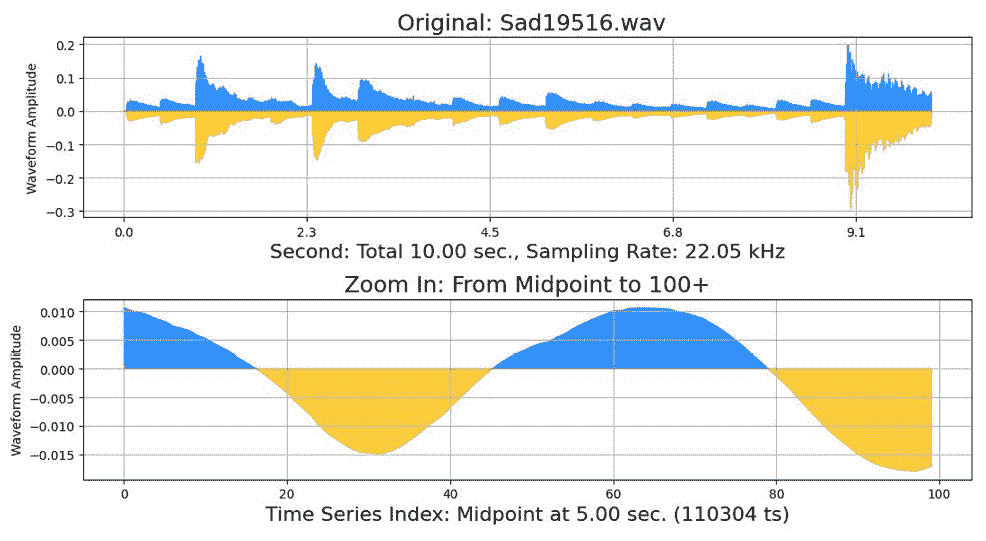 Original: Sad19516.wav
Waveform Amplitude
0.2
0.1
0.0
−0.1
−0.2
−0.3
0.0 2.3 4.5 6.8 9.1
Second: Total 10.00 sec., Sampling Rate: 22.05 kHz
Zoom In: From Midpoint to 100+
Waveform Amplitude
0.010
0.005
0.000
−0.005
−0.010
−0.015
0 20 40 60 80 100
Time Series Index: Midpoint at 5.00 sec. (110304 ts)